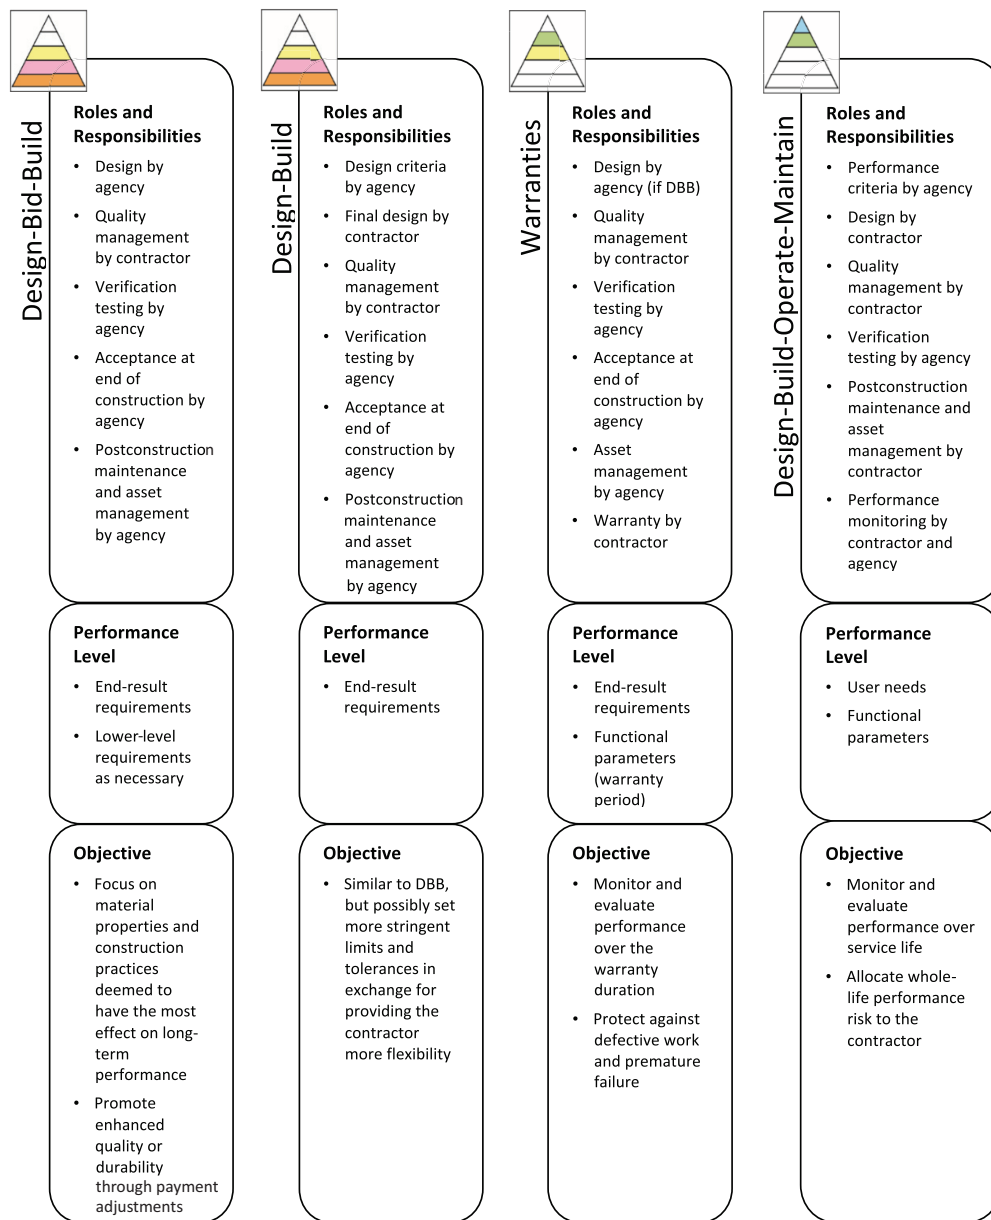 Design-Bid-Build
Roles and
Responsibilities
• Design by
agency
• Quality
management
by contractor
• Verification
testing by
agency
• Acceptance at
end of
construction by
agency
• Postconstruction
maintenance
and asset
management
by agency
Performance
Level
• End-result
requirements
• Lower-level
requirements
as necessary
Objective
• Focus on
material
properties and
construction
practices
deemed to
have the most
effect on long-
term
performance
• Promote
enhanced
quality or
durability
through payment
adjustments
Design-Build
Roles and
Responsibilities
• Design criteria
by agency
• Final design by
contractor
• Quality
management
by contractor
• Verification
testing by
agency
• Acceptance at
end of
construction by
agency
• Postconstruction
maintenance
and asset
management
by agency
Performance
Level
• End-result
requirements
Objective
• Similar to DBB,
but possibly set
more stringent
limits and
tolerances in
exchange for
providing the
contractor
more flexibility
Warranties
Roles and
Responsibilities
• Design by
agency (if DBB)
• Quality
management
by contractor
• Verification
testing by
agency
• Acceptance at
end of
construction by
agency
• Asset
management
by agency
• Warranty by
contractor
Performance
Level
• End-result
requirements
• Functional
parameters
(warranty
period)
Objective
• Monitor and
evaluate
performance
over the
warranty
duration
• Protect against
defective work
and premature
failure
Design-Build-Operate-Maintain
Roles and
Responsibilities
• Performance
criteria by agency
• Design by
contractor
• Quality
management by
contractor
• Verification
testing by agency
• Postconstruction
maintenance and
asset
management by
contractor
• Performance
monitoring by
contractor and
agency
Performance
Level
• User needs
• Functional
parameters
Objective
• Monitor and
evaluate
performance over
service life
• Allocate whole-
life performance
risk to the
contractor